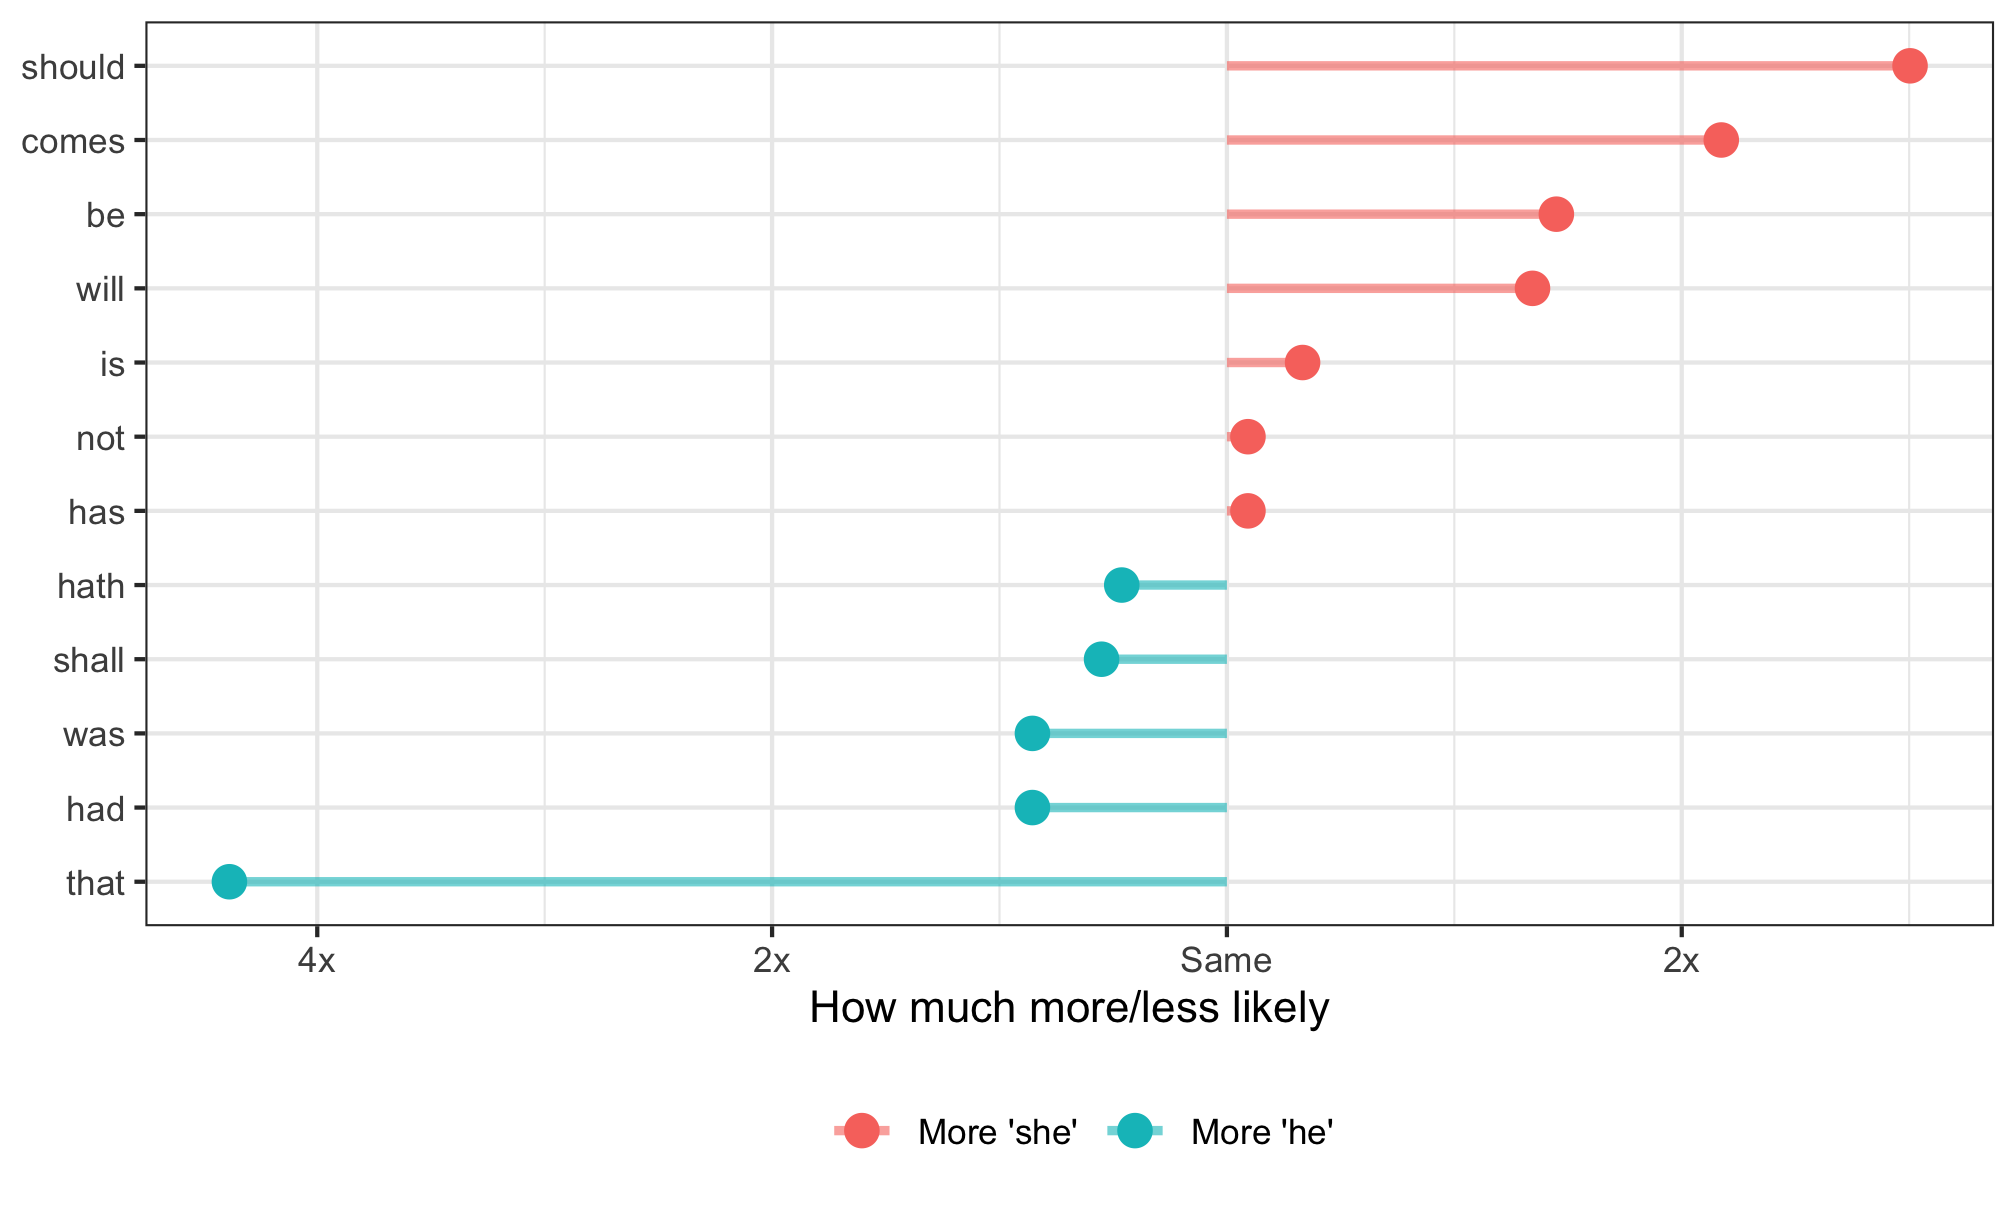 should
comes
be
will
is
not
has
hath
shall
was
had
that
4x 2x Same 2x
How much more/less likely
More 'she' More 'he'